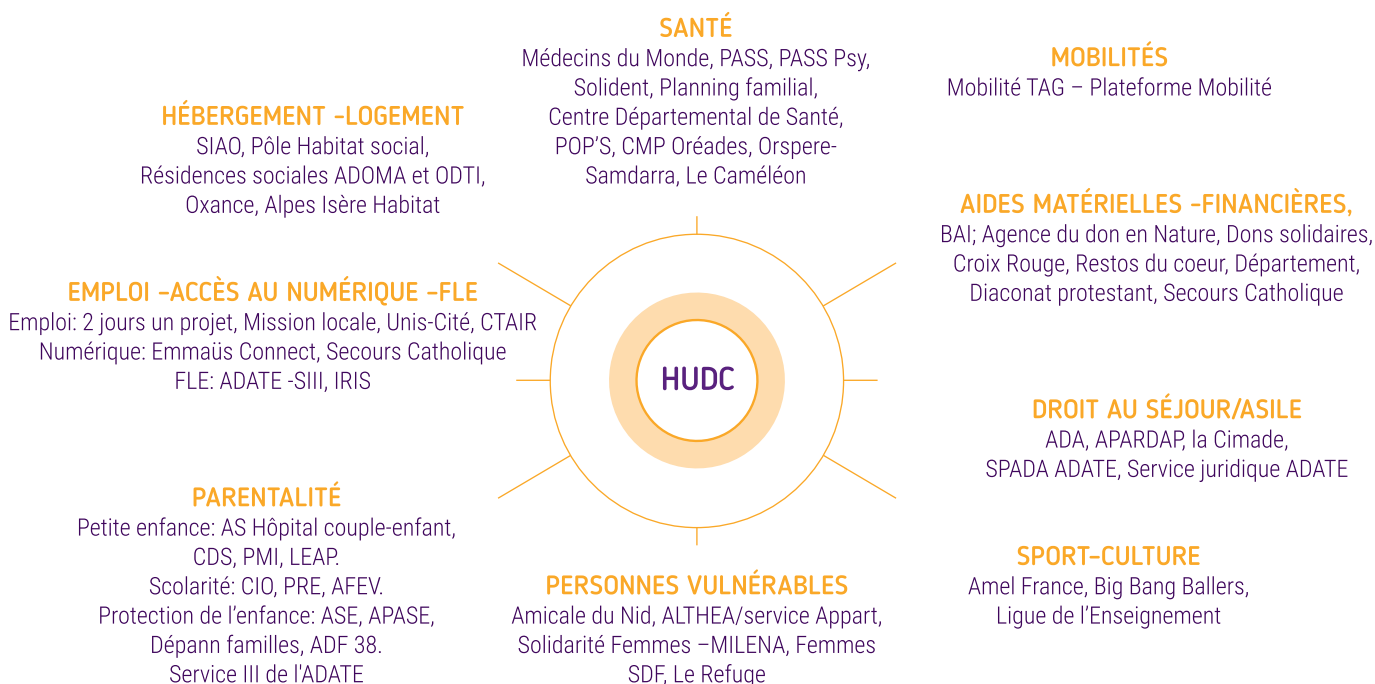 SANTÉ
Médecins du Monde, PASS, PASS Psy,
Solident, Planning familial,
Centre Départemental de Santé,
POP’S, CMP Oréades, Orspere-
Samdarra, Le Caméléon
MOBILITÉS
Mobilité TAG – Plateforme Mobilité
HÉBERGEMENT -LOGEMENT
SIAO, Pôle Habitat social,
Résidences sociales ADOMA et ODTI,
Oxance, Alpes Isère Habitat
AIDES MATÉRIELLES -FINANCIÈRES,
BAI; Agence du don en Nature, Dons solidaires,
Croix Rouge, Restos du coeur, Département,
Diaconat protestant, Secours Catholique
EMPLOI -ACCÈS AU NUMÉRIQUE -FLE
Emploi: 2 jours un projet, Mission locale, Unis-Cité, CTAIR
Numérique: Emmaüs Connect, Secours Catholique
FLE: ADATE -SIII, IRIS
HUDC
DROIT AU SÉJOUR/ASILE
ADA, APARDAP, la Cimade,
SPADA ADATE, Service juridique ADATE
PARENTALITÉ
Petite enfance: AS Hôpital couple-enfant,
CDS, PMI, LEAP.
Scolarité: CIO, PRE, AFEV.
Protection de l’enfance: ASE, APASE,
Dépann familles, ADF 38.
Service III de l'ADATE
PERSONNES VULNÉRABLES
Amicale du Nid, ALTHEA/service Appart,
Solidarité Femmes –MILENA, Femmes
SDF, Le Refuge
SPORT-CULTURE
Amel France, Big Bang Ballers,
Ligue de l’Enseignement